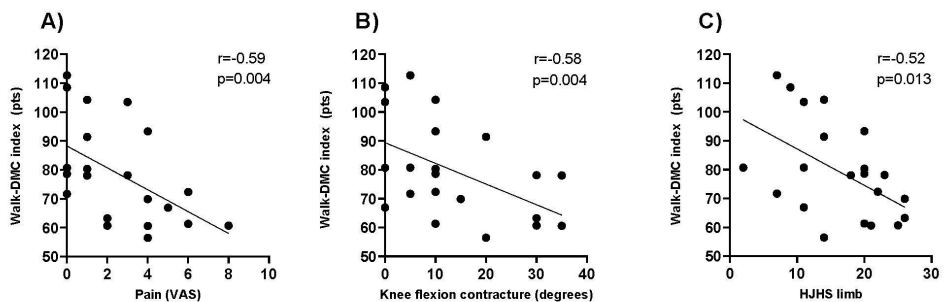 A)
r=-0.59
p=0.004
Walk-DMC index (pts)
120
110
100
90
80
70
60
50
0 2 4 6 8 10
Pain (VAS)
B)
r=-0.58
p=0.004
Walk-DMC index (pts)
120
110
100
90
80
70
60
50
0 10 20 30 40
Knee flexion contracture (degrees)
C)
r=-0.52
p=0.013
Walk-DMC index (pts)
120
110
100
90
80
70
60
50
0 10 20 30
HJHS limb